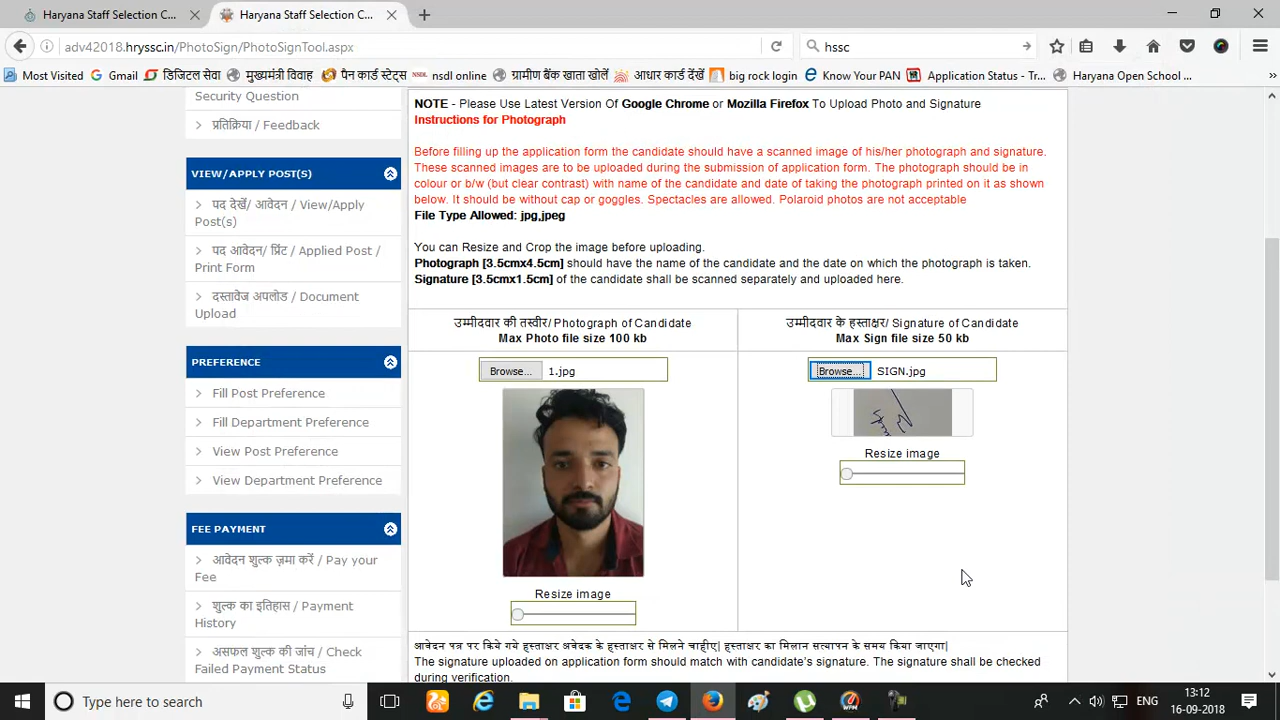 Haryana Staff Selection C...
Haryana Staff Selection C...
adv42018.hryssc.in/PhotoSign/PhotoSignTool.aspx
hssc
Most Visited
Gmail
डिजिटल सेवा
मुख्यमंत्री विवाह
पैन कार्ड स्टेट्स
NSDL
nsdl online
ग्रामीण बैंक खाता खोलें
आधार कार्ड देंखें
big rock login
Know Your PAN
Application Status - Tr...
Haryana Open School ...
Security Question
प्रतिक्रिया / Feedback
VIEW/APPLY POST(S)
पद देखें/ आवेदन / View/Apply
Post(s)
पद आवेदन/ प्रिंट / Applied Post /
Print Form
दस्तावेज अपलोड / Document
Upload
PREFERENCE
Fill Post Preference
Fill Department Preference
View Post Preference
View Department Preference
FEE PAYMENT
आवेदन शुल्क ज़मा करें / Pay your
Fee
शुल्क का इतिहास / Payment
History
असफल शुल्क की जांच / Check
Failed Payment Status
NOTE - Please Use Latest Version Of Google Chrome or Mozilla Firefox To Upload Photo and Signature
Instructions for Photograph
Before filling up the application form the candidate should have a scanned image of his/her photograph and signature.
These scanned images are to be uploaded during the submission of application form. The photograph should be in
colour or b/w (but clear contrast) with name of the candidate and date of taking the photograph printed on it as shown
below. It should be without cap or goggles. Spectacles are allowed. Polaroid photos are not acceptable
File Type Allowed: jpg,jpeg
You can Resize and Crop the image before uploading.
Photograph [3.5cmx4.5cm] should have the name of the candidate and the date on which the photograph is taken.
Signature [3.5cmx1.5cm] of the candidate shall be scanned separately and uploaded here.
उम्मीदवार की तस्वीर/ Photograph of Candidate
Max Photo file size 100 kb
Browse... 1.jpg
Resize image
उम्मीदवार के हस्ताक्षर/ Signature of Candidate
Max Sign file size 50 kb
Browse... SIGN.jpg
Resize image
आवेदन पत्र पर किये गये हस्ताक्षर अवेदक के हस्ताक्षर से मिलने चाहीए| हस्ताक्षर का मिलान सत्यापन के समय किया जाएगा|
The signature uploaded on application form should match with candidate's signature. The signature shall be checked
during verification.
Type here to search
ENG
13:12
16-09-2018